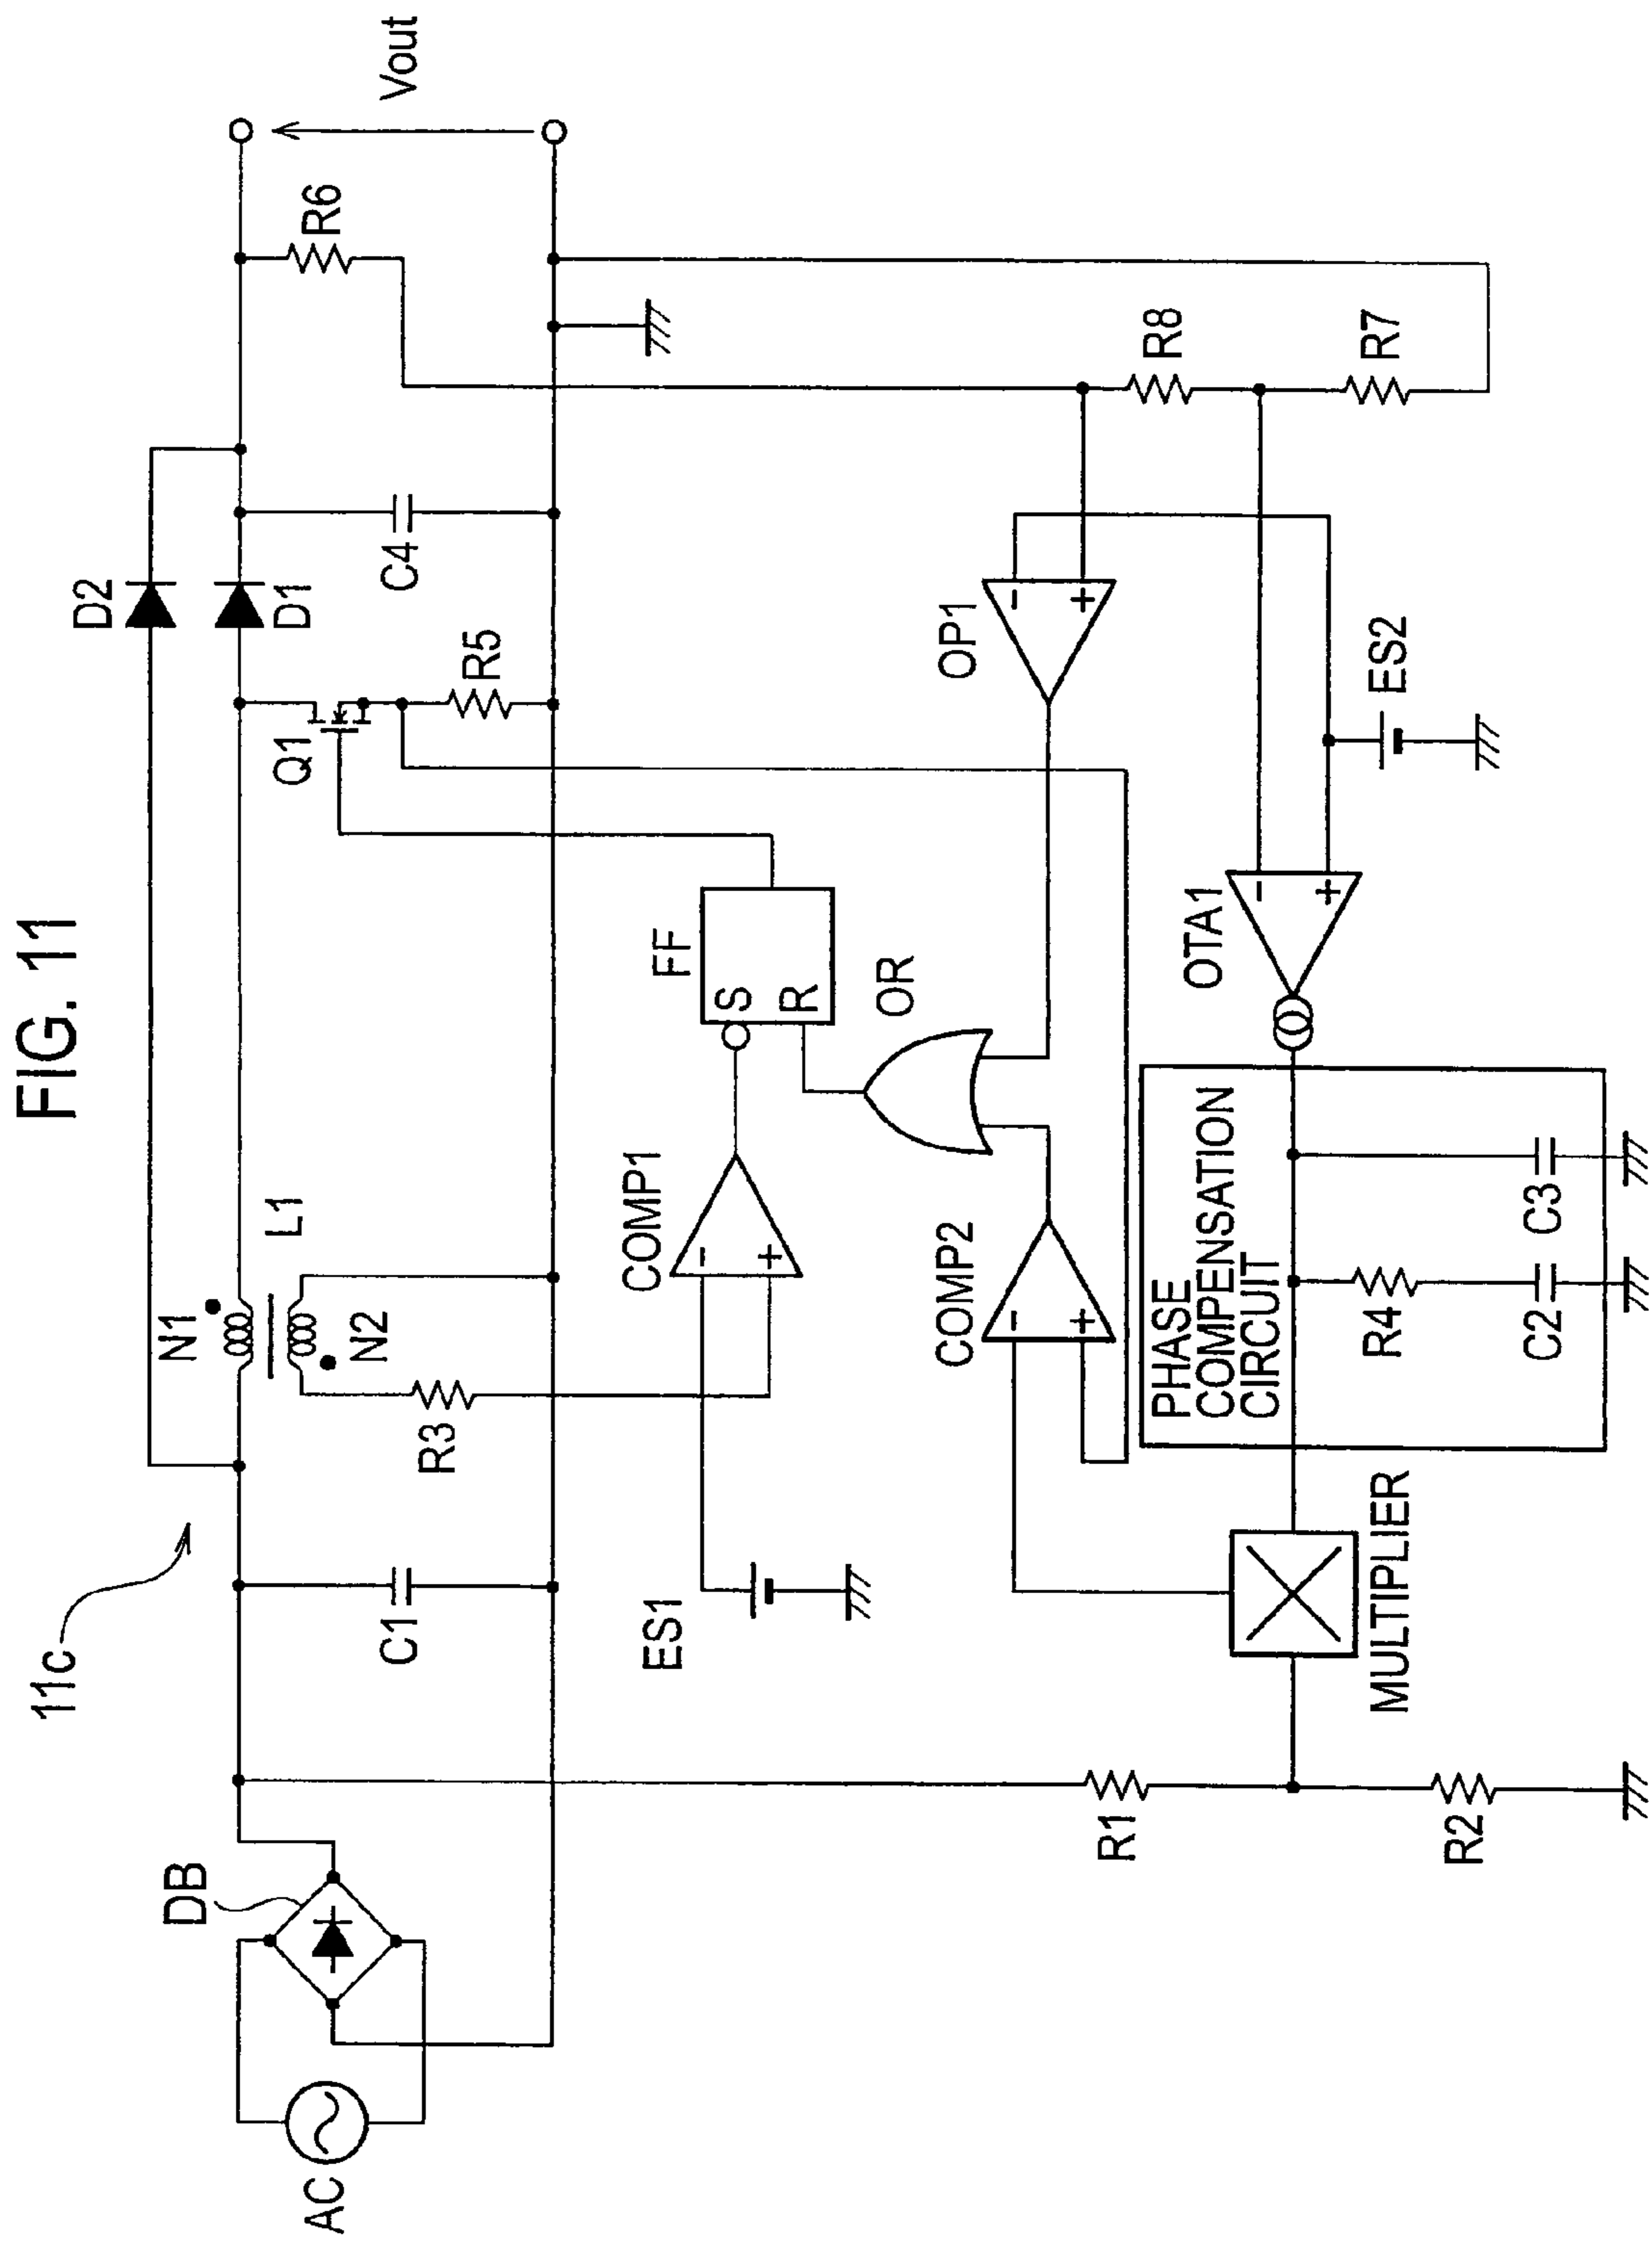 FIG. 11
11c
D2
D1
N1
L1
N2
R3
C1
DB
AC
Q1
R5
C4
R6
Vout
COMP1
-
+
ES1
FF
S
R
OR
COMP2
-
+
OP1
-
+
R8
R7
OTA1
-
+
ES2
PHASE
COMPENSATION
CIRCUIT
R4
C2
C3
MULTIPLIER
R1
R2